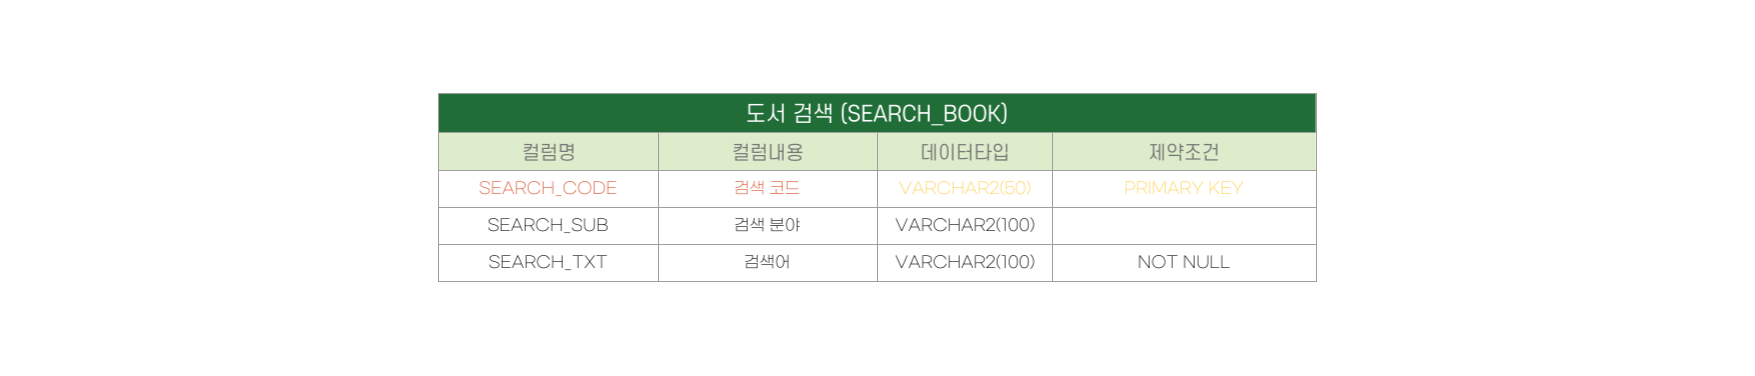 도서 검색 (SEARCH_BOOK)
컬럼명 컬럼내용 데이터타입 제약조건
SEARCH_CODE 검색 코드 VARCHAR2(50) PRIMARY KEY
SEARCH_SUB 검색 분야 VARCHAR2(100)
SEARCH_TXT 검색어 VARCHAR2(100) NOT NULL